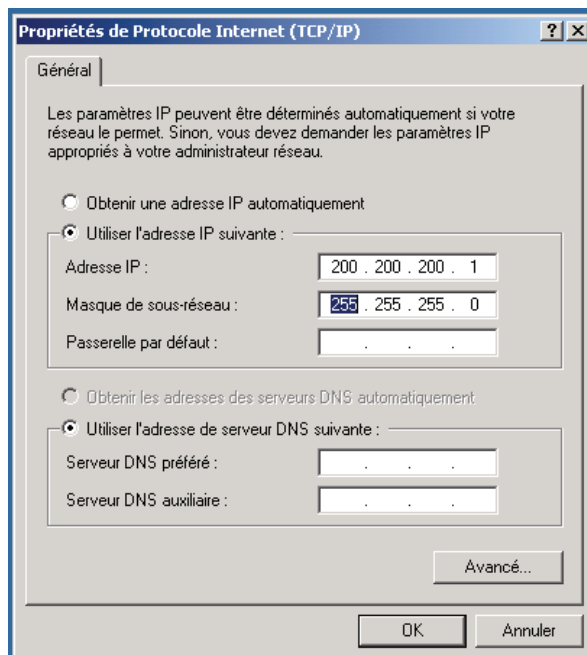 Propriétés de Protocole Internet (TCP/IP)
Général
Les paramètres IP peuvent être déterminés automatiquement si votre
réseau le permet. Sinon, vous devez demander les paramètres IP
appropriés à votre administrateur réseau.
Obtenir une adresse IP automatiquement
Utiliser l'adresse IP suivante :
Adresse IP : 200 . 200 . 200 . 1
Masque de sous-réseau : 255 . 255 . 255 . 0
Passerelle par défaut : . . .
Obtenir les adresses des serveurs DNS automatiquement
Utiliser l'adresse de serveur DNS suivante :
Serveur DNS préféré : . . .
Serveur DNS auxiliaire : . . .
Avancé...
OK Annuler